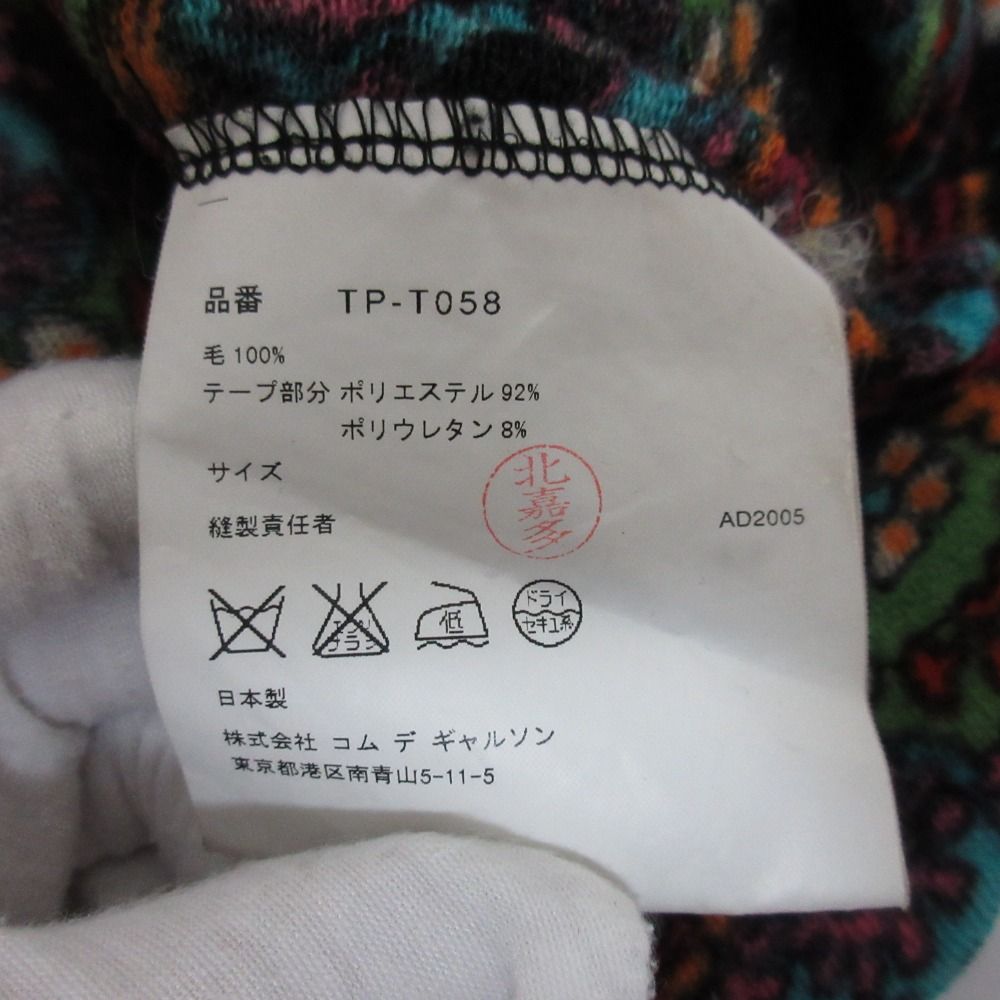 品番 TP-T058
毛 100%
テープ部分 ポリエステル 92%
ポリウレタン 8%
サイズ
北嘉多
縫製責任者
AD2005
低
ドライ
セキユ系
日本製
株式会社 コム デ ギャルソン
東京都港区南青山5-11-5